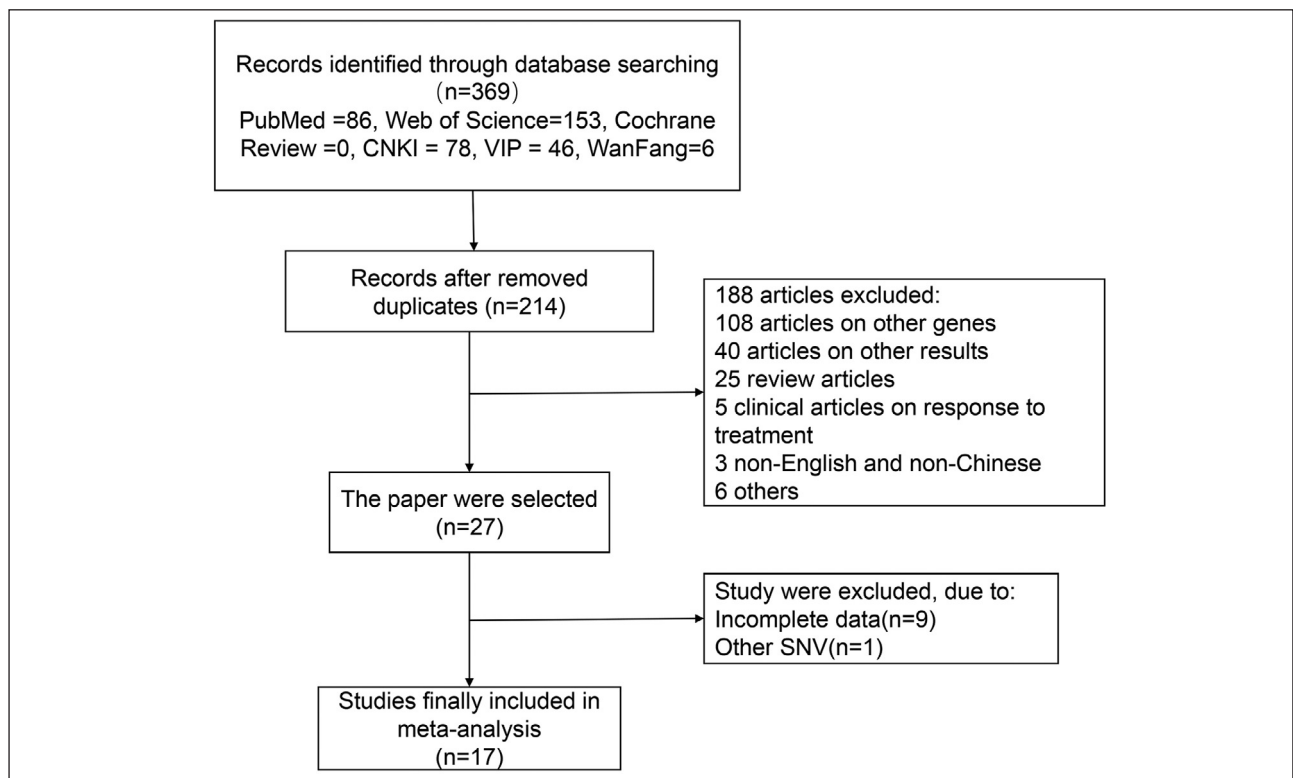 Records identified through database searching
（n=369)
PubMed =86, Web of Science=153, Cochrane
Review =0, CNKI = 78, VIP = 46, WanFang=6
Records after removed
duplicates (n=214)
188 articles excluded:
108 articles on other genes
40 articles on other results
25 review articles
5 clinical articles on response to
treatment
3 non-English and non-Chinese
6 others
The paper were selected
(n=27)
Study were excluded, due to:
Incomplete data(n=9)
Other SNV(n=1)
Studies finally included in
meta-analysis
(n=17)